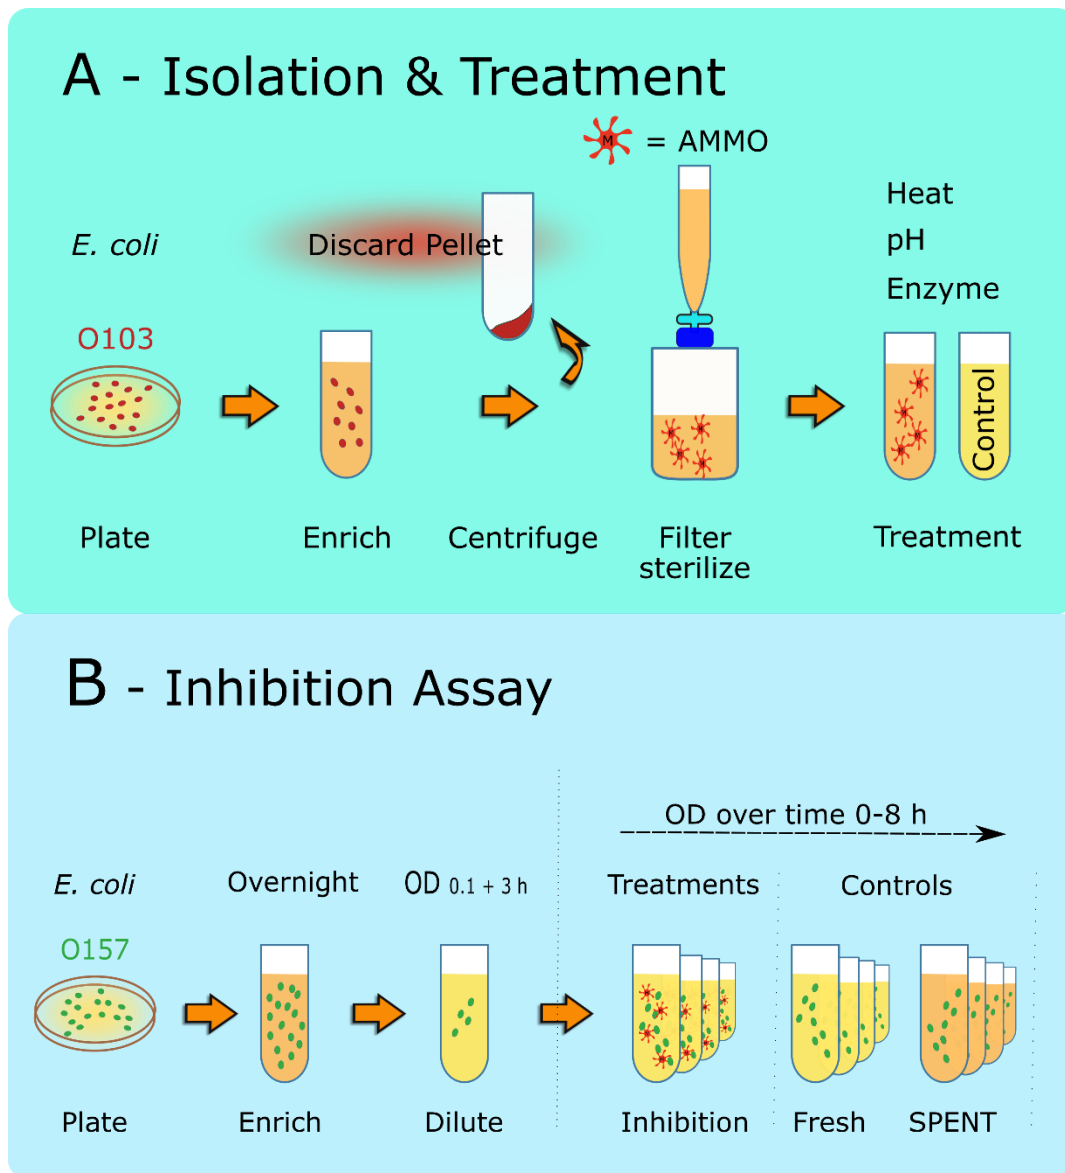 A - Isolation & Treatment
M = AMMO
E. coli
Discard Pellet
Heat
pH
Enzyme
O103
Control
Plate
Enrich
Centrifuge
Filter
sterilize
Treatment
B - Inhibition Assay
OD over time 0-8 h
E. coli
Overnight
OD 0.1 + 3 h
Treatments
Controls
O157
Plate
Enrich
Dilute
Inhibition
Fresh
SPENT